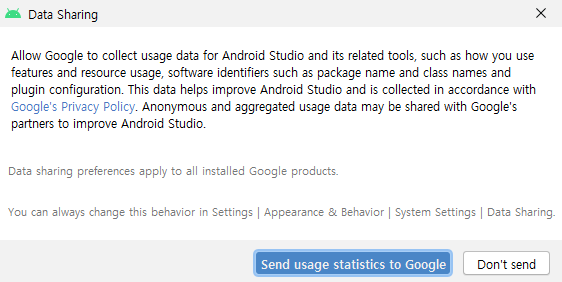 Data Sharing
Allow Google to collect usage data for Android Studio and its related tools, such as how you use
features and resource usage, software identifiers such as package name and class names and
plugin configuration. This data helps improve Android Studio and is collected in accordance with
Google's Privacy Policy. Anonymous and aggregated usage data may be shared with Google's
partners to improve Android Studio.
Data sharing preferences apply to all installed Google products.
You can always change this behavior in Settings | Appearance & Behavior | System Settings | Data Sharing.
Send usage statistics to Google
Don't send